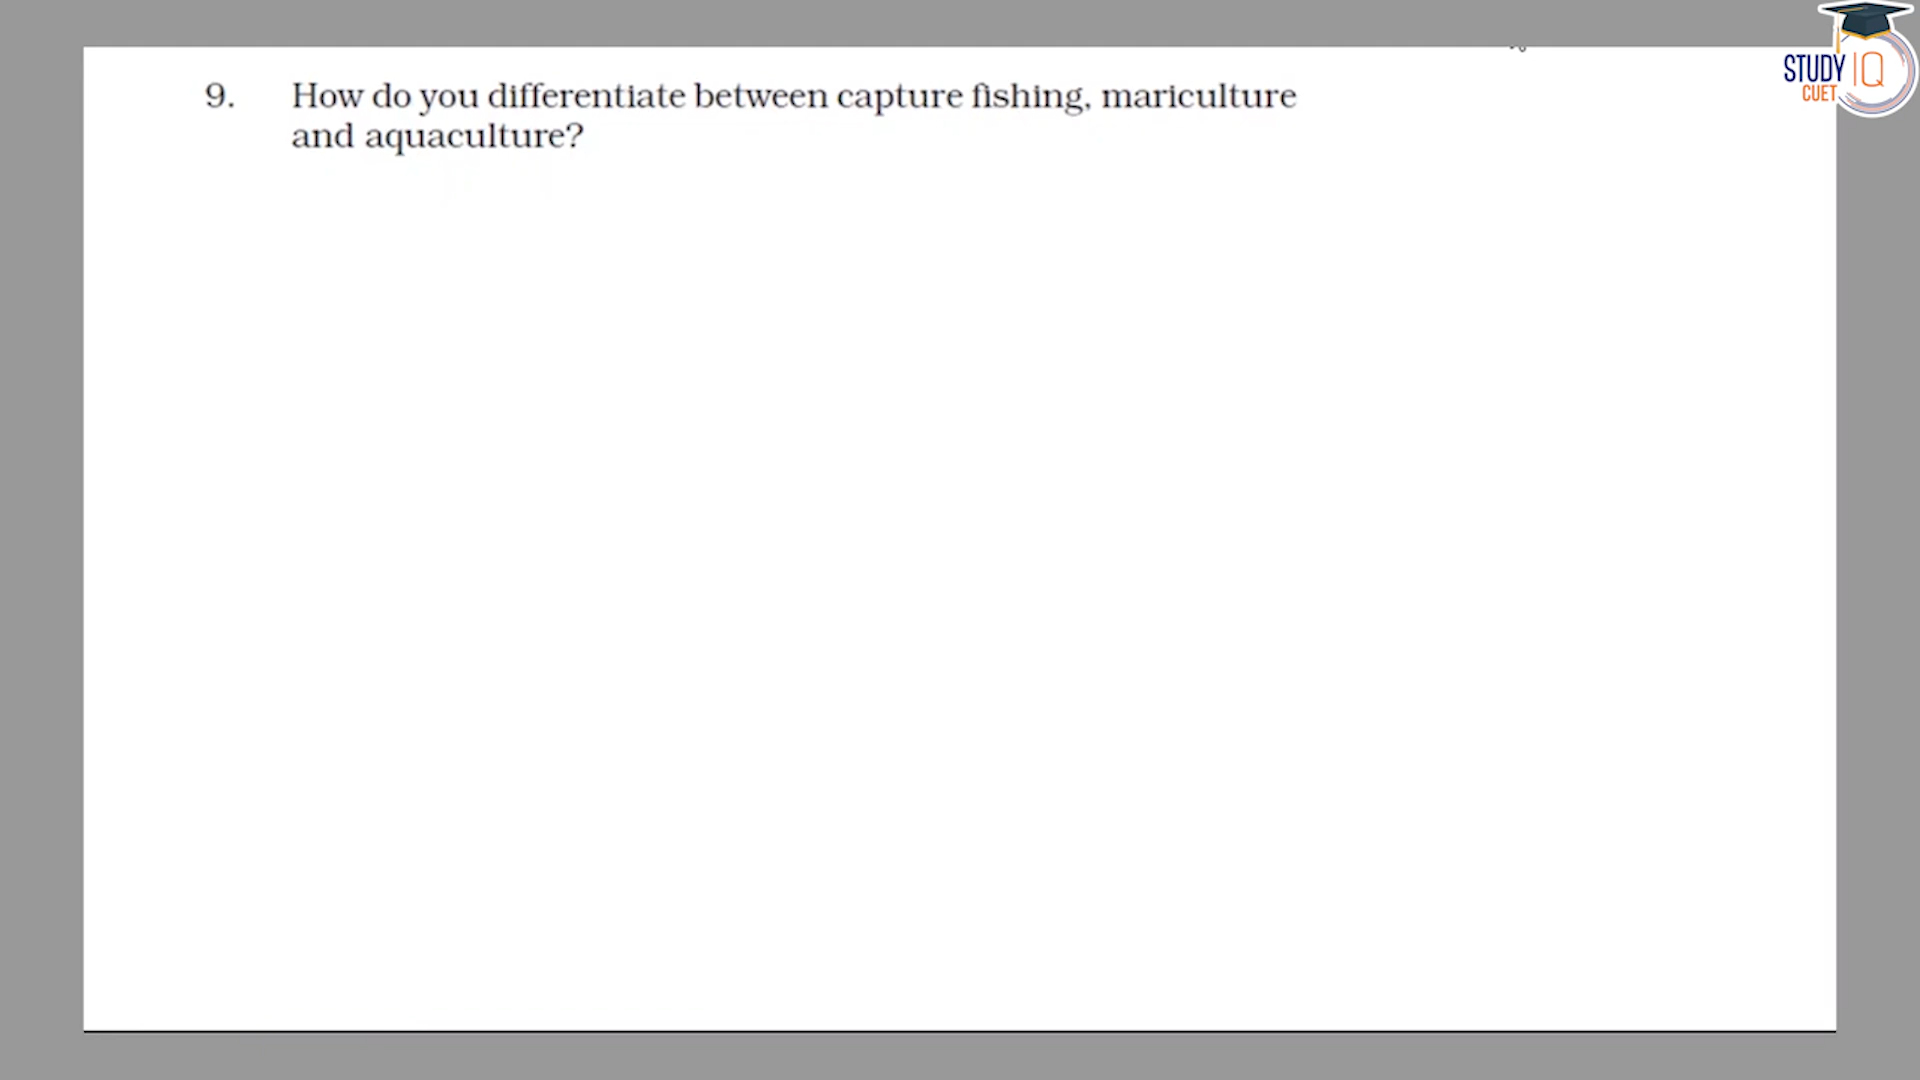 9. How do you differentiate between capture fishing, mariculture
and aquaculture?
STUDY IQ
CUET